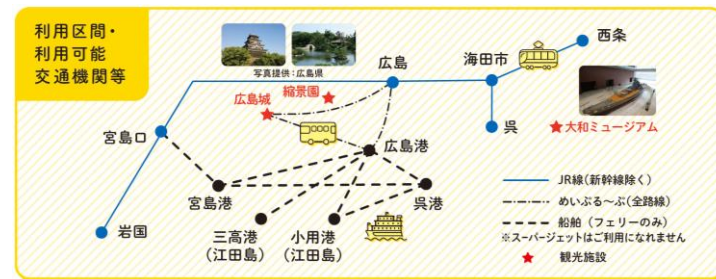 利用区間・
利用可能
交通機関等
写真提供：広島県
広島城
縮景園
広島
海田市
西条
呉
大和ミュージアム
宮島口
広島港
宮島港
呉港
岩国
三高港
（江田島）
小用港
（江田島）
JR線（新幹線除く）
めいぷる～ぷ（全路線）
船舶（フェリーのみ）
※スーパージェットはご利用になれません
観光施設